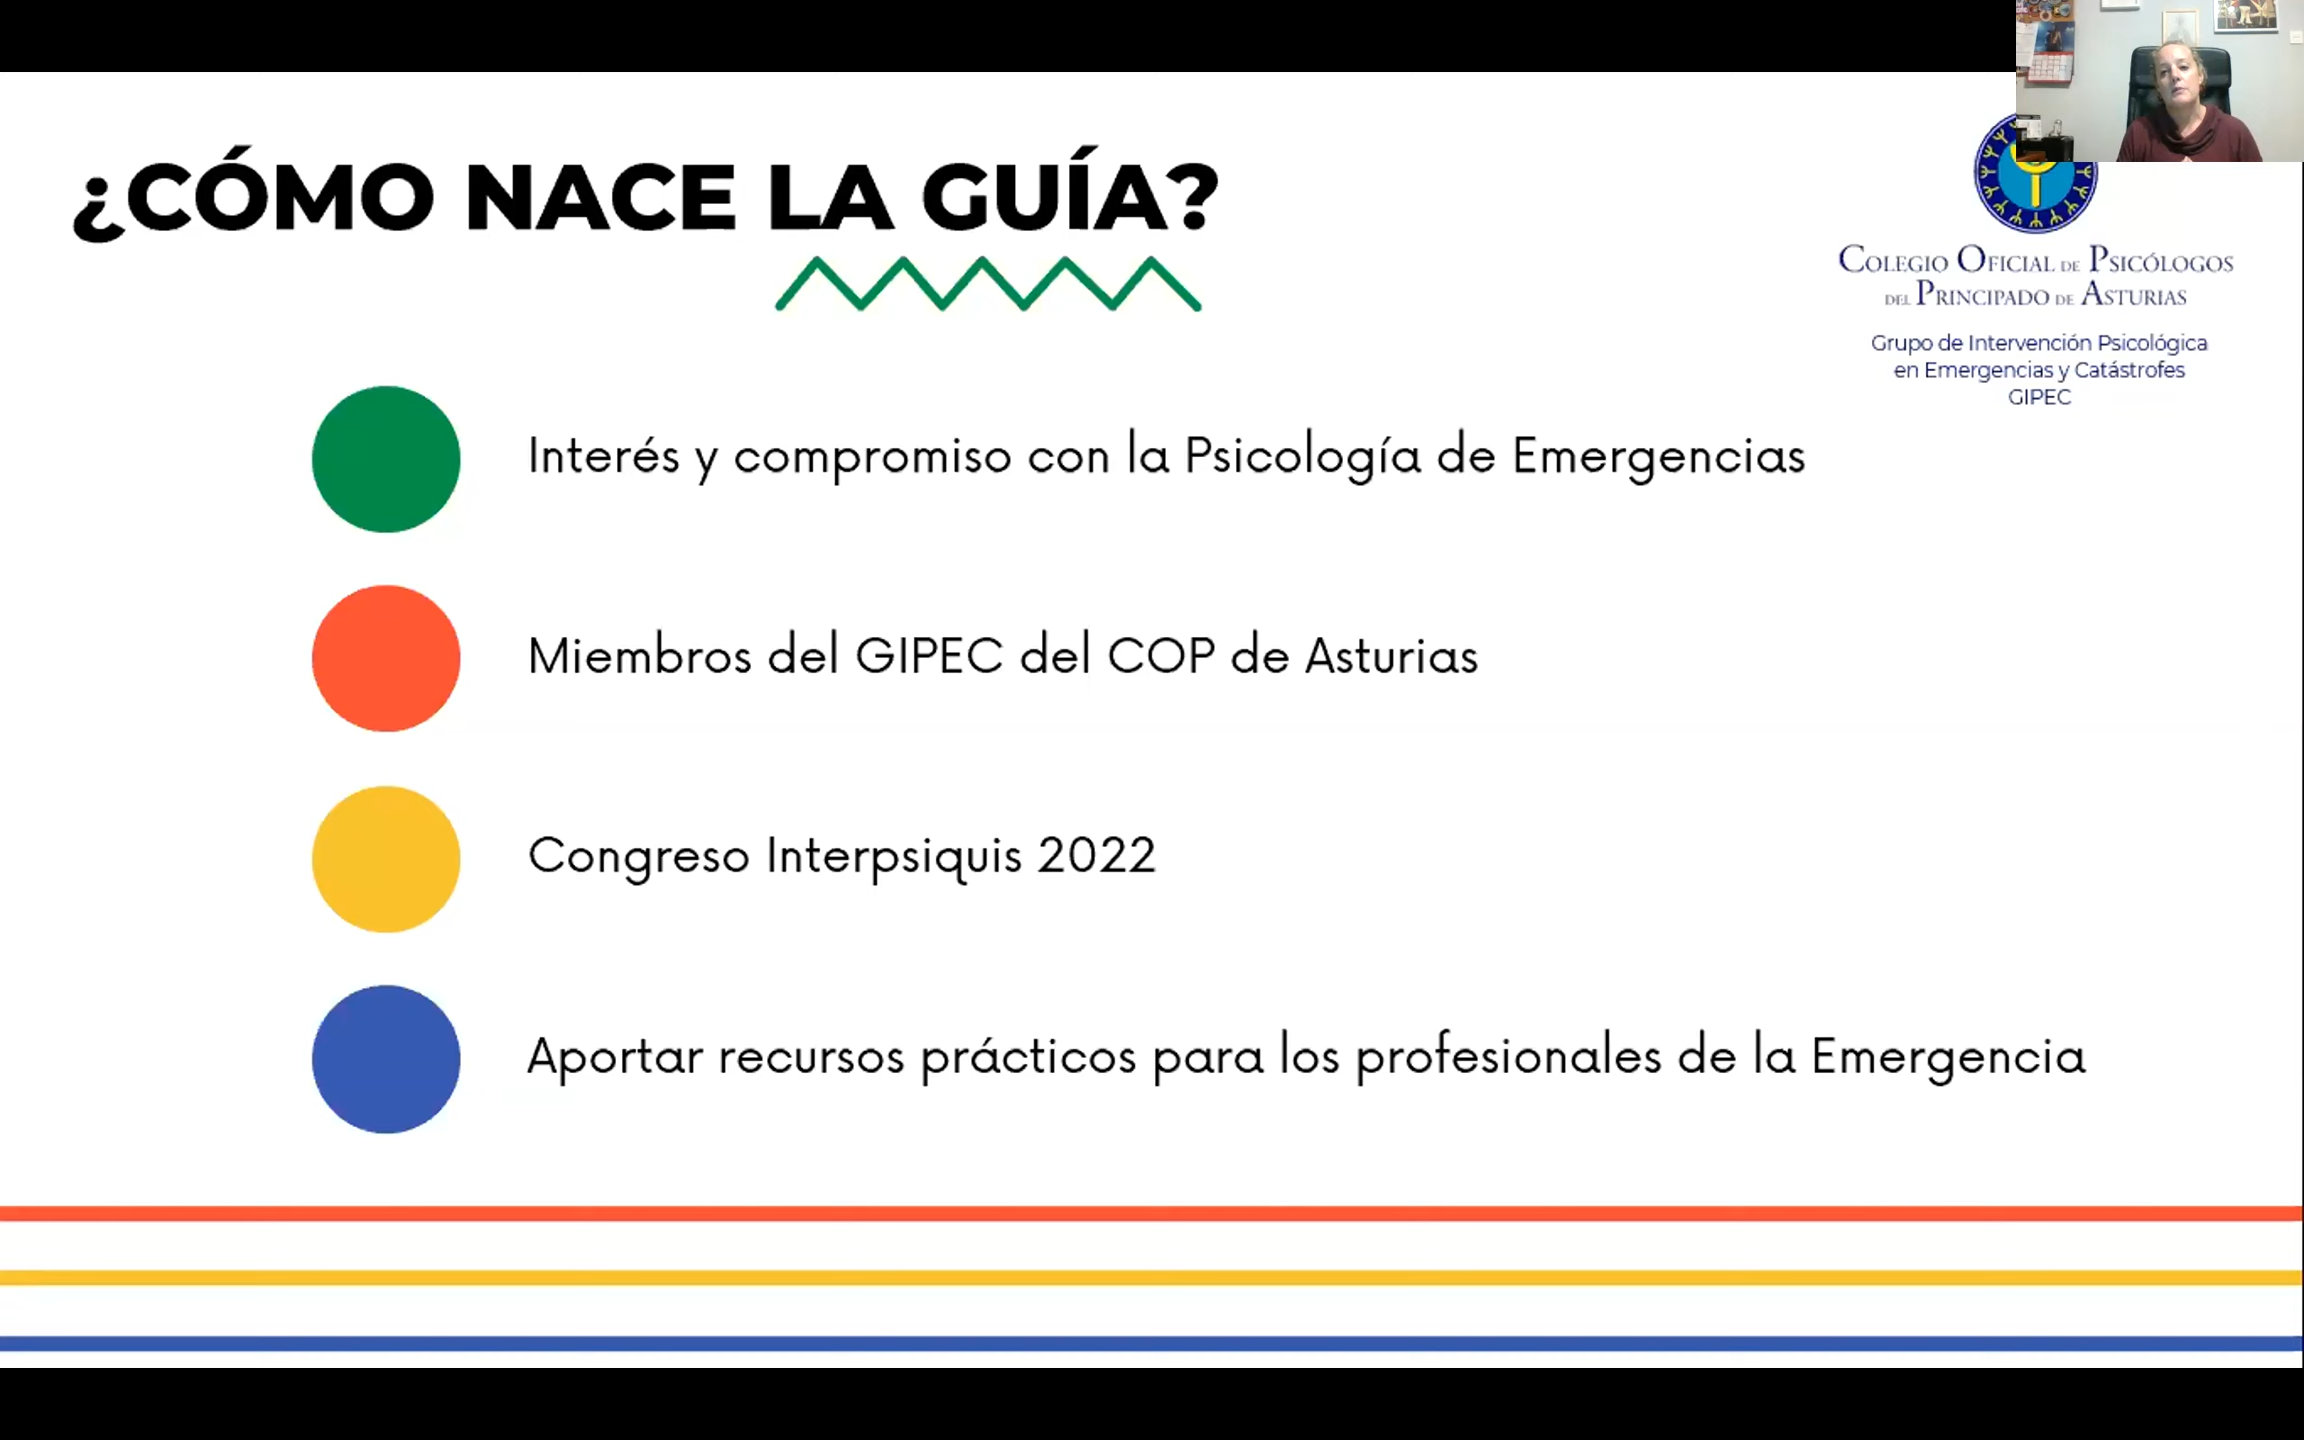 ¿CÓMO NACE LA GUÍA?
COLEGIO OFICIAL DE PSICÓLOGOS
DEL PRINCIPADO DE ASTURIAS
Grupo de Intervención Psicológica
en Emergencias y Catástrofes
GIPEC
Interés y compromiso con la Psicología de Emergencias
Miembros del GIPEC del COP de Asturias
Congreso Interpsiquis 2022
Aportar recursos prácticos para los profesionales de la Emergencia